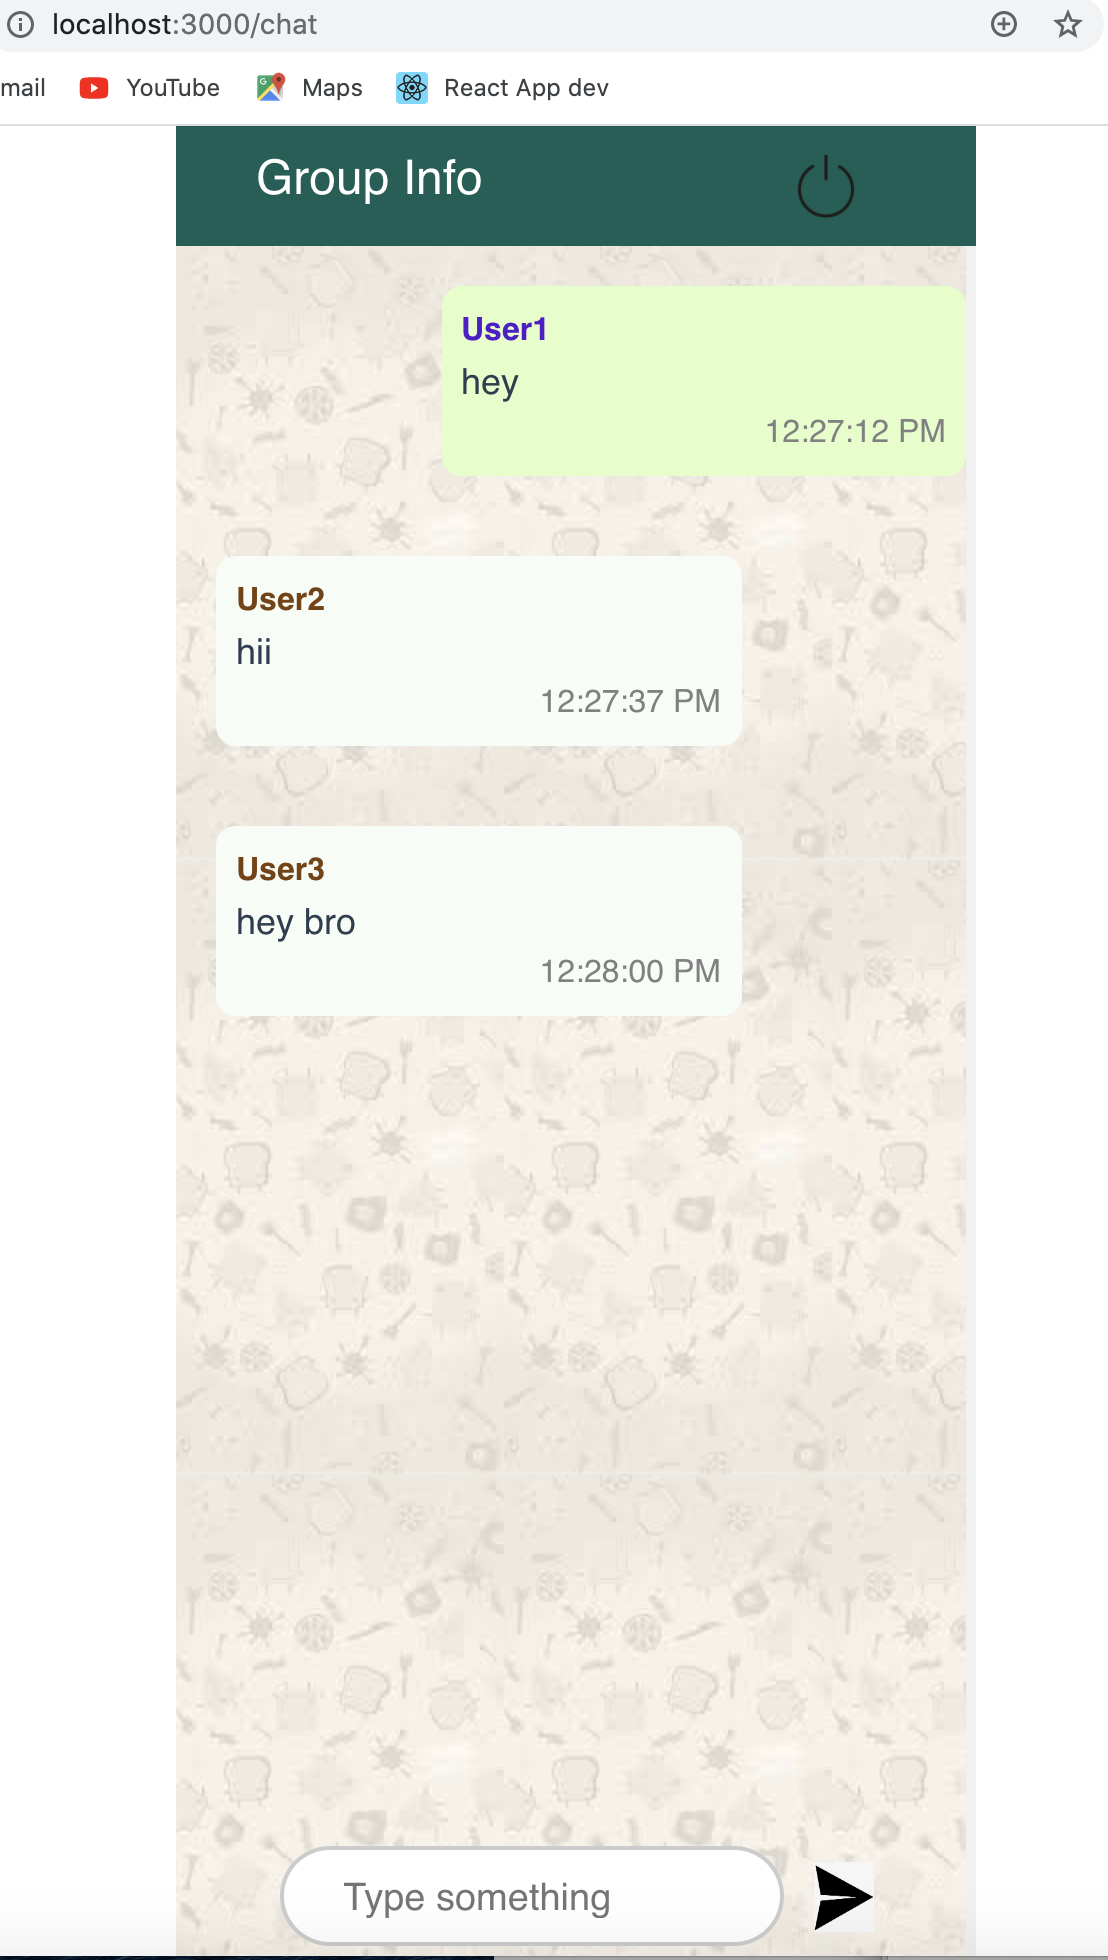 localhost:3000/chat
mail YouTube Maps React App dev
Group Info
User1
hey
12:27:12 PM
User2
hii
12:27:37 PM
User3
hey bro
12:28:00 PM
Type something